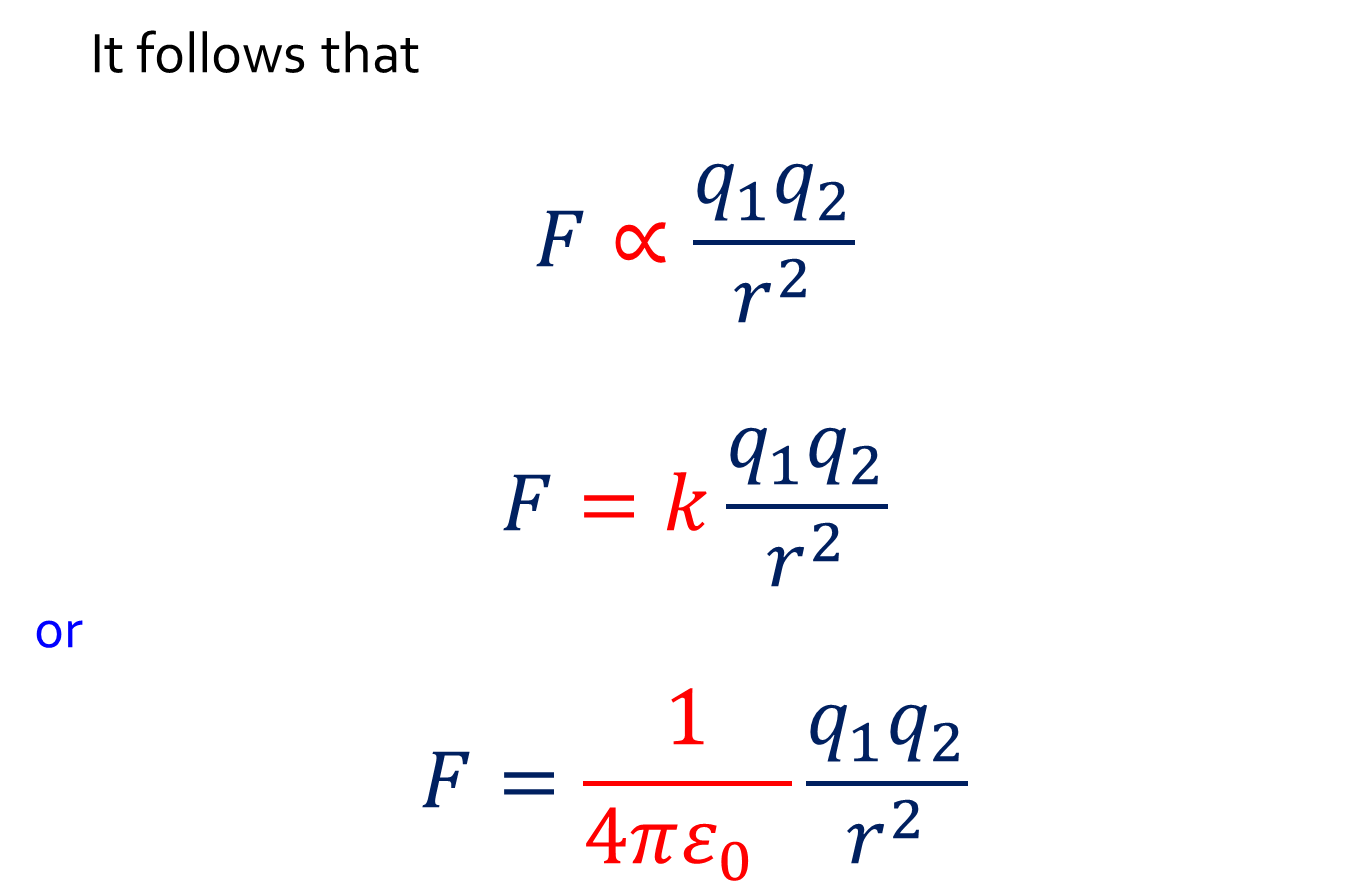 It follows that
F ∝ q₁q₂ / r²
F = k q₁q₂ / r²
or
F = 1 / 4πε₀ q₁q₂ / r²